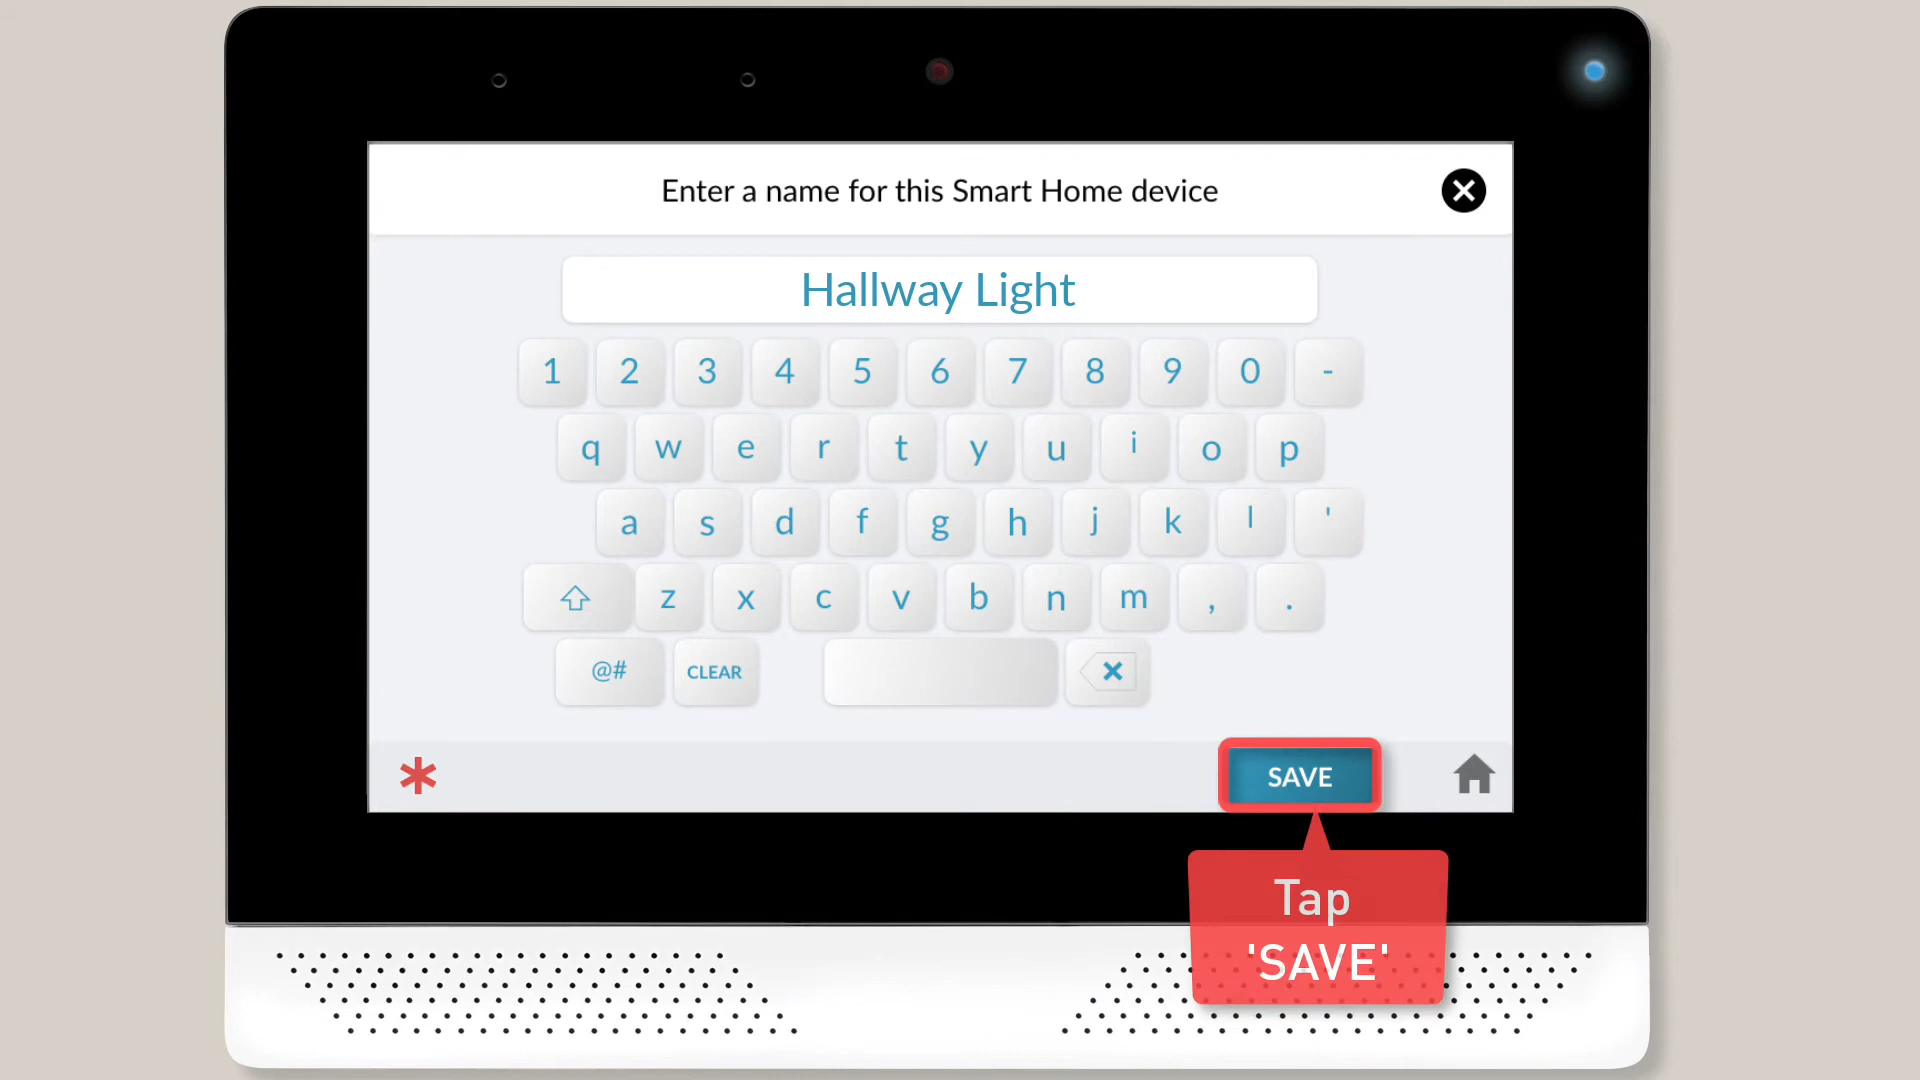 Enter a name for this Smart Home device
Hallway Light
1 2 3 4 5 6 7 8 9 0 -
q w e r t y u i o p
a s d f g h j k l '
z x c v b n m , .
@# CLEAR
SAVE
Tap
'SAVE'